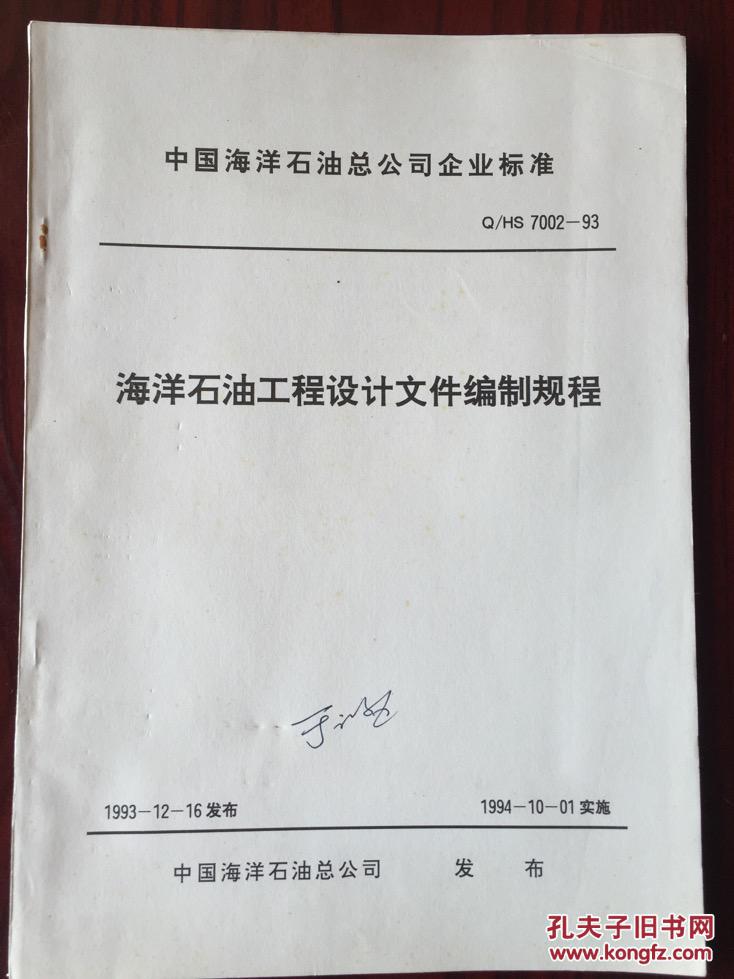 中国海洋石油总公司企业标准
Q/HS 7002—93
海洋石油工程设计文件编制规程
1993—12—16发布
1994—10—01实施
中国海洋石油总公司 发 布
孔夫子旧书网
www.kongfz.com